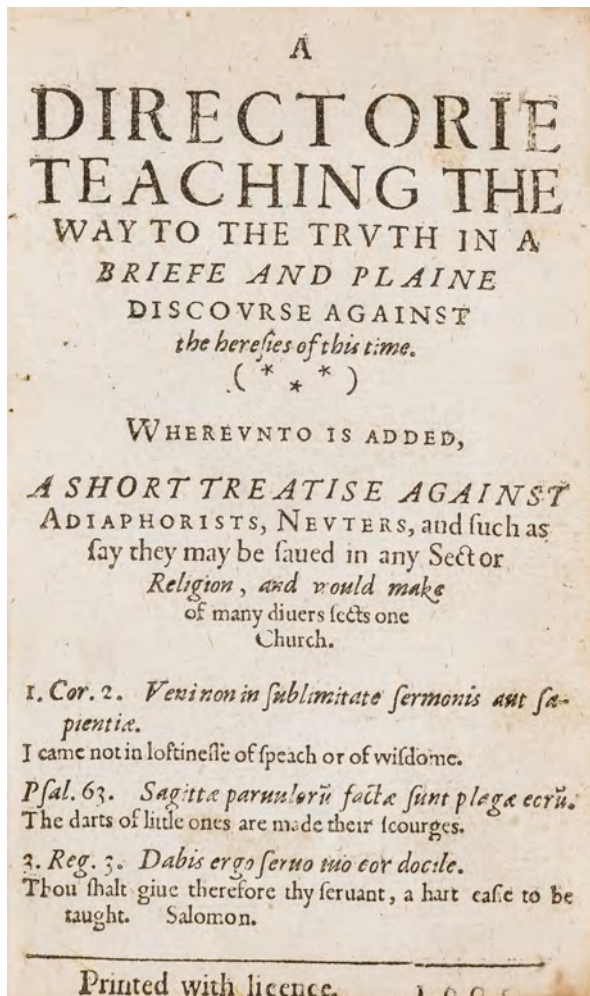 A
DIRECTORIE
TEACHING THE
WAY TO THE TRVTH IN A
BRIEFE AND PLAINE
DISCOVRSE AGAINST
the hereſies of this time.
(***)
WHEREVNTO IS ADDED,
A SHORT TREATISE AGAINST
ADIAPHORISTS, NEVTERS, and ſuch as
ſay they may be ſaued in any Sect or
Religion, and would make
of many diuers ſects one
Church.
1. Cor. 2. Veni non in ſublimitate ſermonis aut ſa-
pientiæ.
I came not in loftineſſe of ſpeach or of wiſdome.
Pſal. 63. Sagittæ paruulorũ factæ ſunt plagæ eorũ.
The darts of little ones are made their ſcourges.
3. Reg. 3. Dabis ergo ſeruo tuo cor docile.
Thou ſhalt giue therefore thy ſeruant, a hart eaſie to be
taught. Salomon.
Printed with licence.